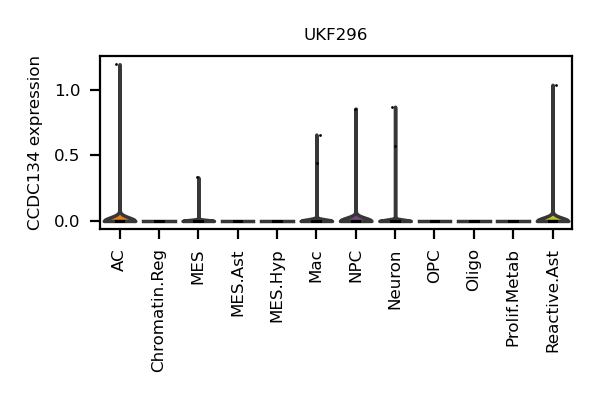 UKF296
CCDC134 expression
1.0
0.5
0.0
AC
Chromatin.Reg
MES
MES.Ast
MES.Hyp
Mac
NPC
Neuron
OPC
Oligo
Prolif.Metab
Reactive.Ast